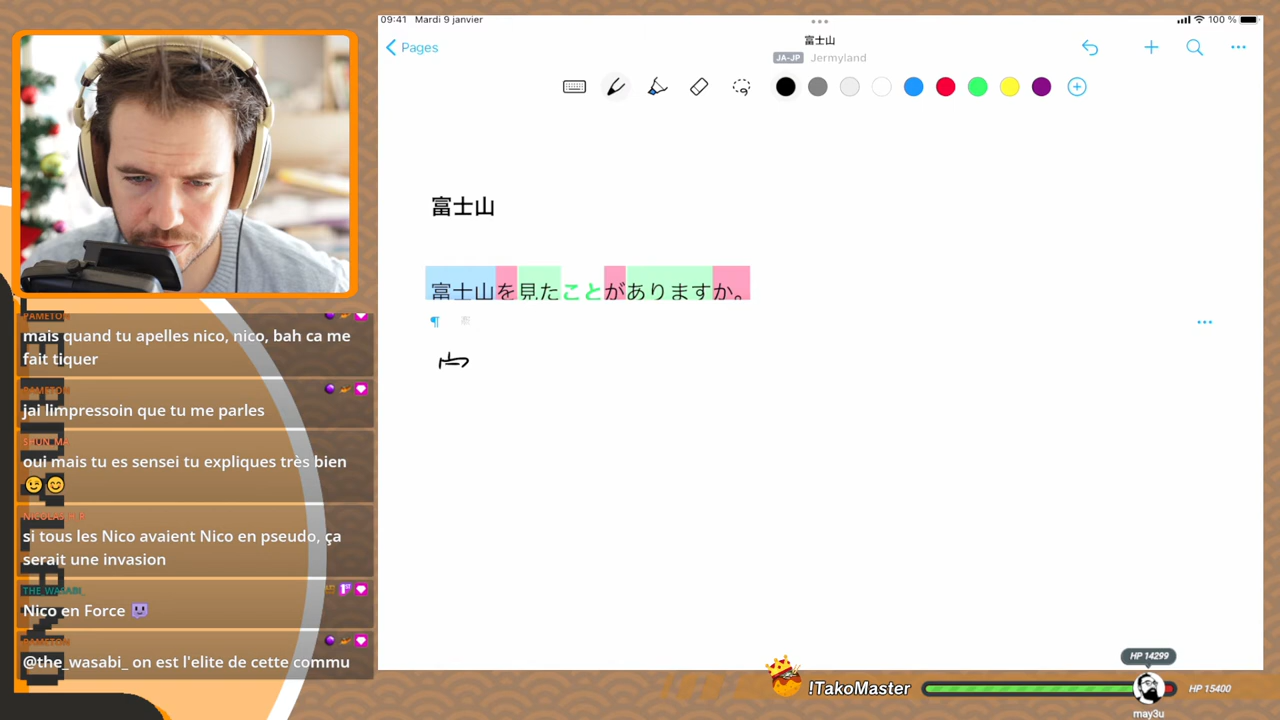 09:41 Mardi 9 janvier
100 %
Pages
富士山
JA-JP Jermyland
富士山
富士山を見たことがありますか。
PAMETON
mais quand tu apelles nico, nico, bah ca me
fait tiquer
PAMETON
jai limpressoin que tu me parles
oui mais tu es sensei tu expliques très bien
si tous les Nico avaient Nico en pseudo, ça
serait une invasion
THE_WASABI_
Nico en Force
PAMETON
@the_wasabi_ on est l'elite de cette commu
HP 14299
!TakoMaster
HP 15400
may3u